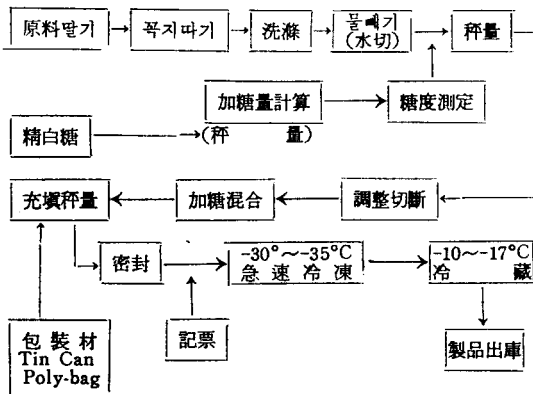 原料딸기
꼭지따기
洗滌
물빼기
(水切)
秤量
加糖量計算
(秤 量)
糖度測定
精白糖
充塡秤量
加糖混合
調整切斷
密封
-30°~-35°C
急速冷凍
-10~-17°C
冷 藏
包裝材
Tin Can
Poly-bag
記票
製品出庫